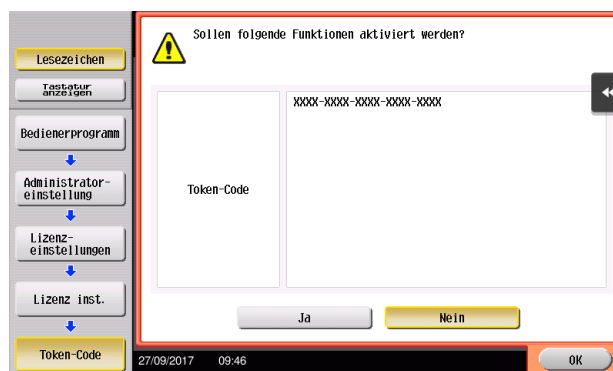 Sollen folgende Funktionen aktiviert werden?
Lesezeichen
Tastatur
anzeigen
Bedienerprogramm
Administrator-
einstellung
Lizenz-
einstellungen
Lizenz inst.
Token-Code
Token-Code
XXXX-XXXX-XXXX-XXXX-XXXX
Ja
Nein
27/09/2017 09:46
OK